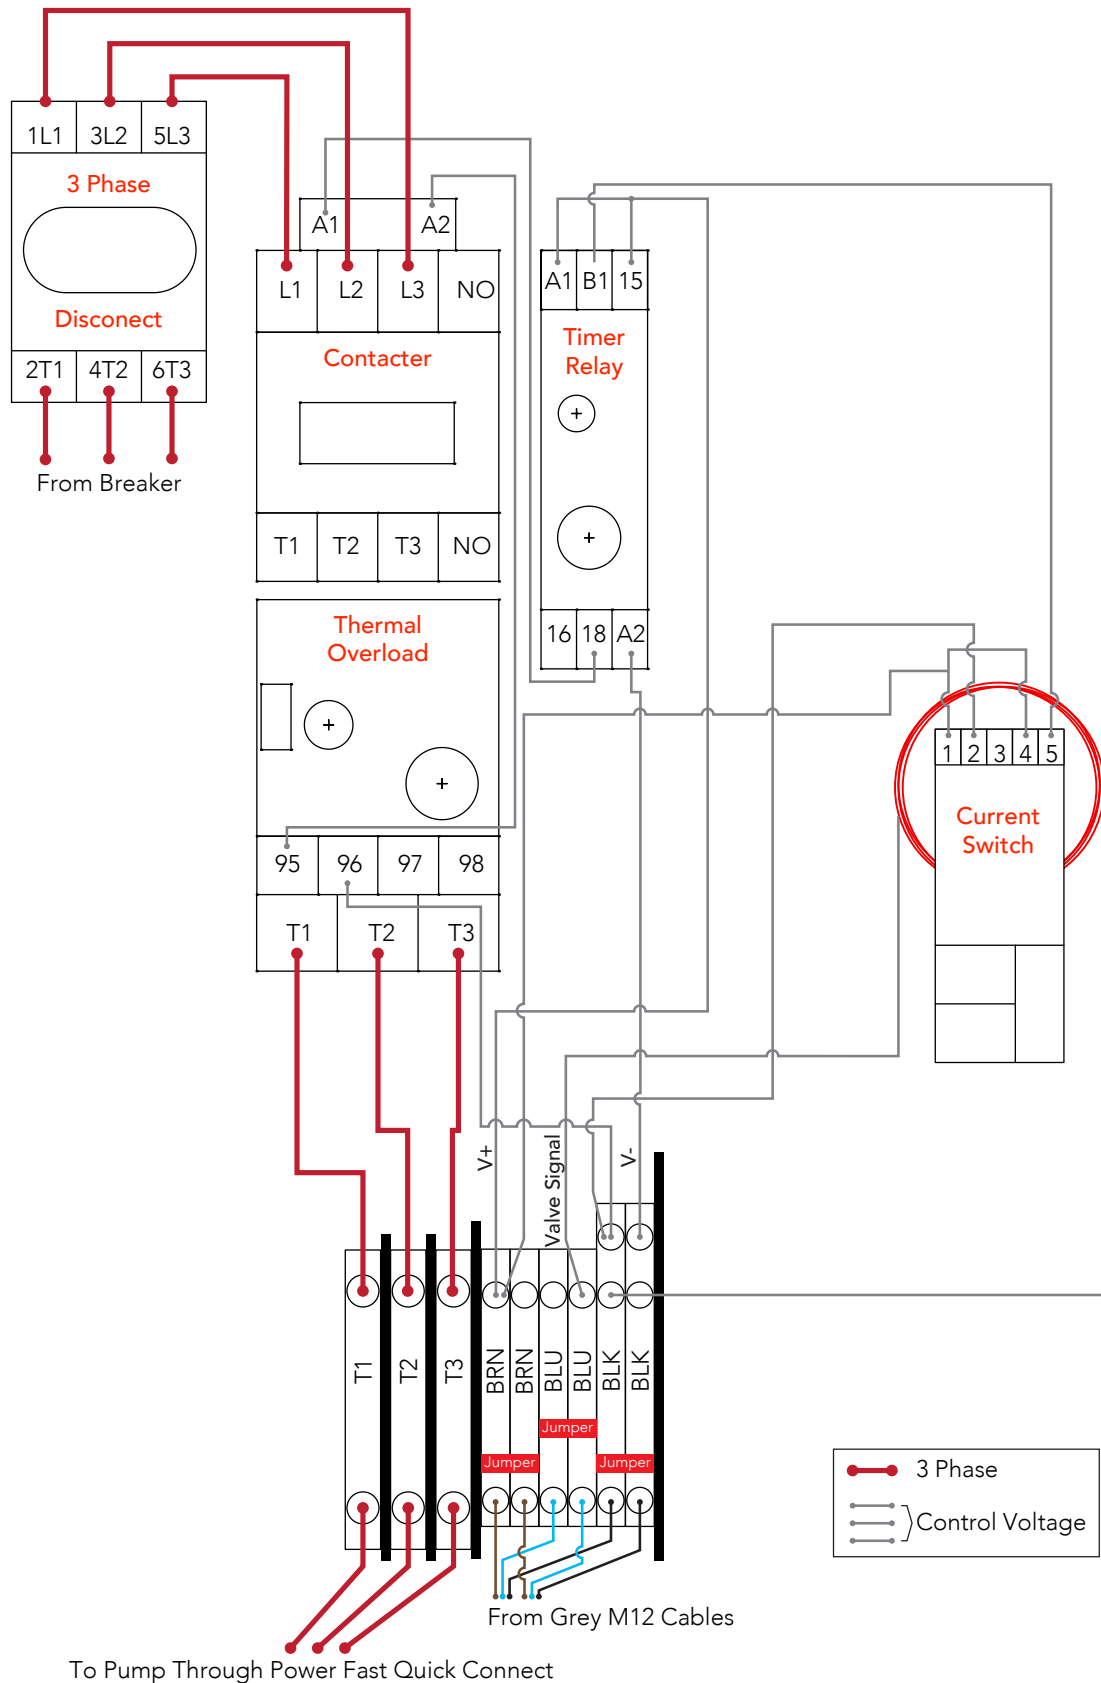 1L1 3L2 5L3
3 Phase
Disconect
2T1 4T2 6T3
From Breaker
A1 A2
L1 L2 L3 NO
Contacter
T1 T2 T3 NO
Thermal
Overload
95 96 97 98
T1 T2 T3
A1 B1 15
Timer
Relay
16 18 A2
1 2 3 4 5
Current
Switch
V+
Valve Signal
V-
T1 T2 T3 BRN BRN BLU BLU BLK BLK
Jumper
Jumper Jumper
From Grey M12 Cables
To Pump Through Power Fast Quick Connect
3 Phase
Control Voltage